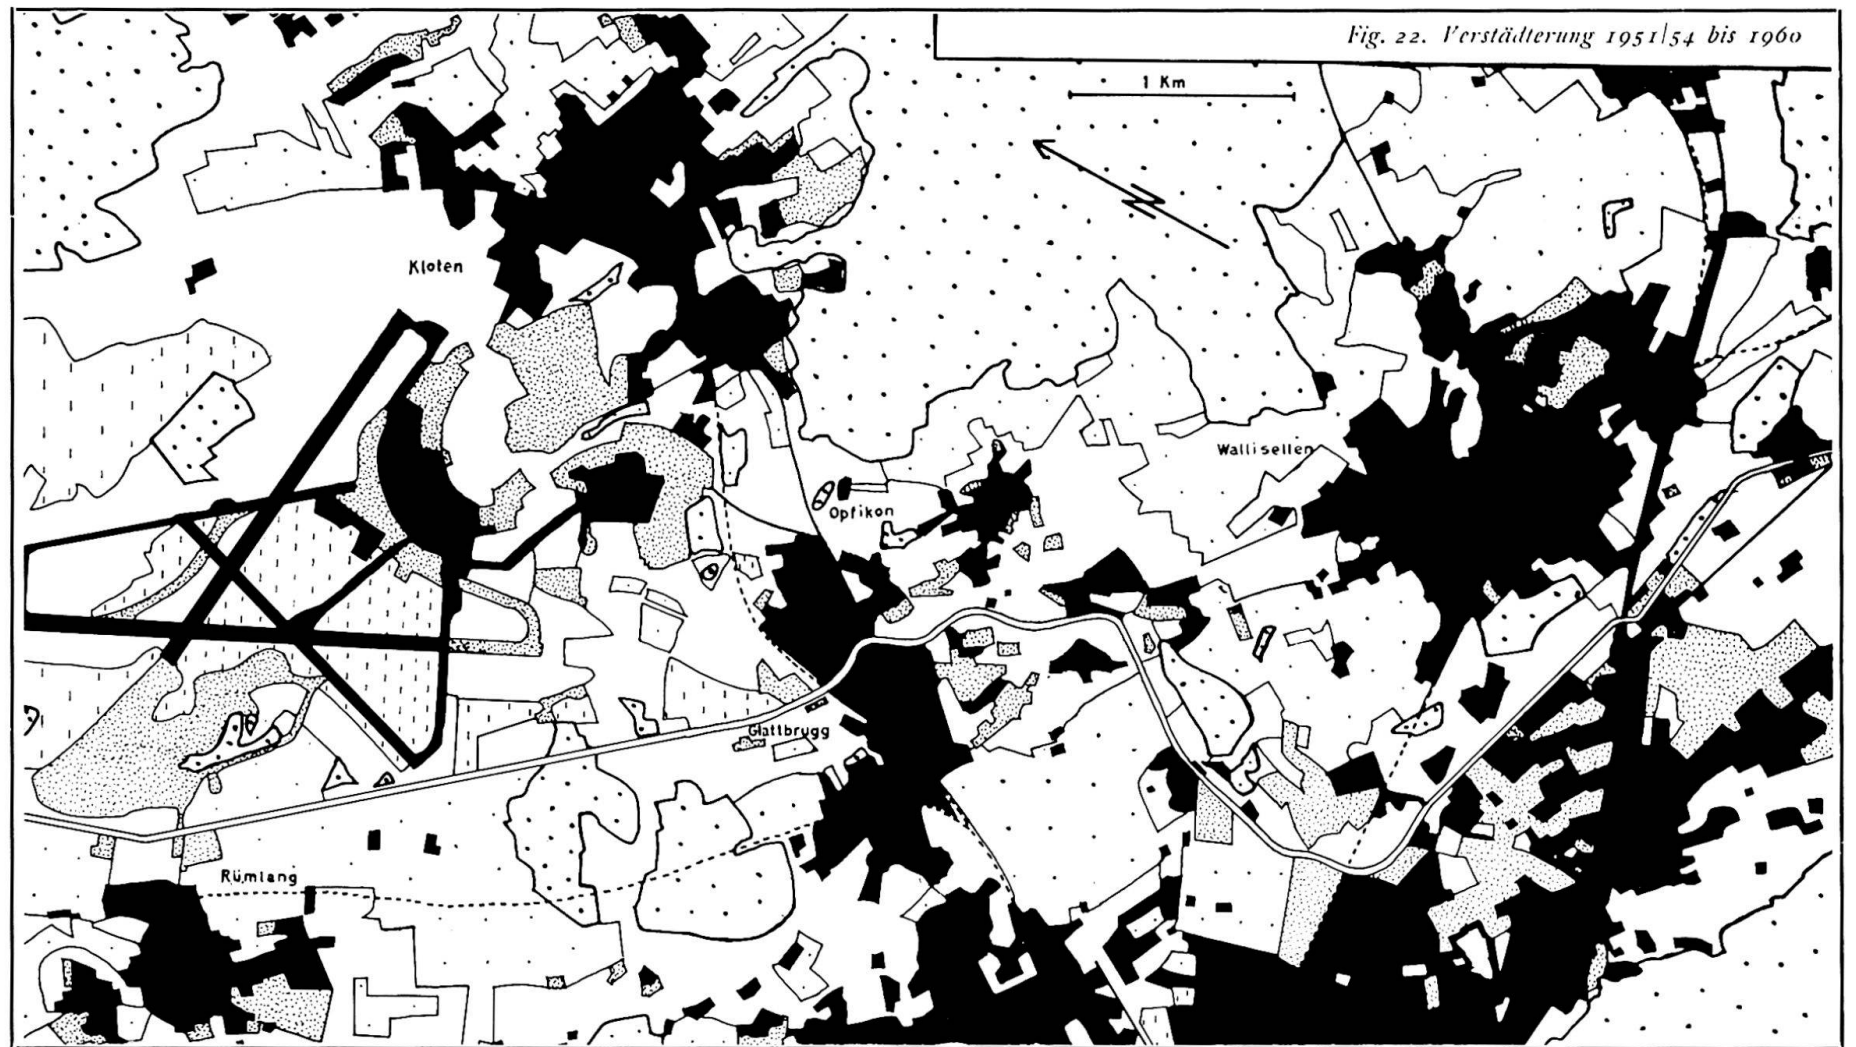 Fig. 22. Verstädterung 1951/54 bis 1960
1 Km
Kloten
Wallisellen
Opfikon
Glattbrugg
Rümlang